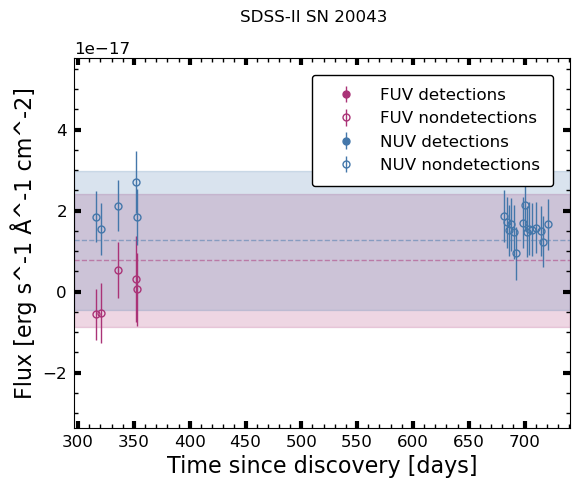 SDSS-II SN 20043
1e−17
FUV detections
FUV nondetections
NUV detections
NUV nondetections
4
2
0
−2
Flux [erg s^-1 Å^-1 cm^-2]
300 350 400 450 500 550 600 650 700
Time since discovery [days]